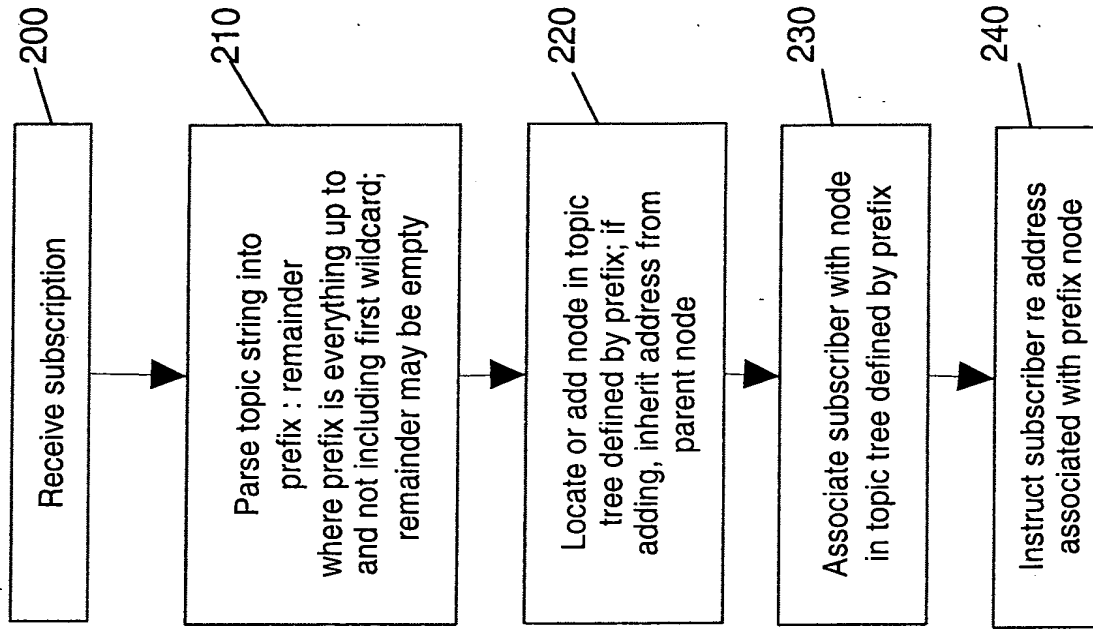 200
Receive subscription
210
Parse topic string into
prefix : remainder
where prefix is everything up to
and not including first wildcard;
remainder may be empty
220
Locate or add node in topic
tree defined by prefix; if
adding, inherit address from
parent node
230
Associate subscriber with node
in topic tree defined by prefix
240
Instruct subscriber re address
associated with prefix node